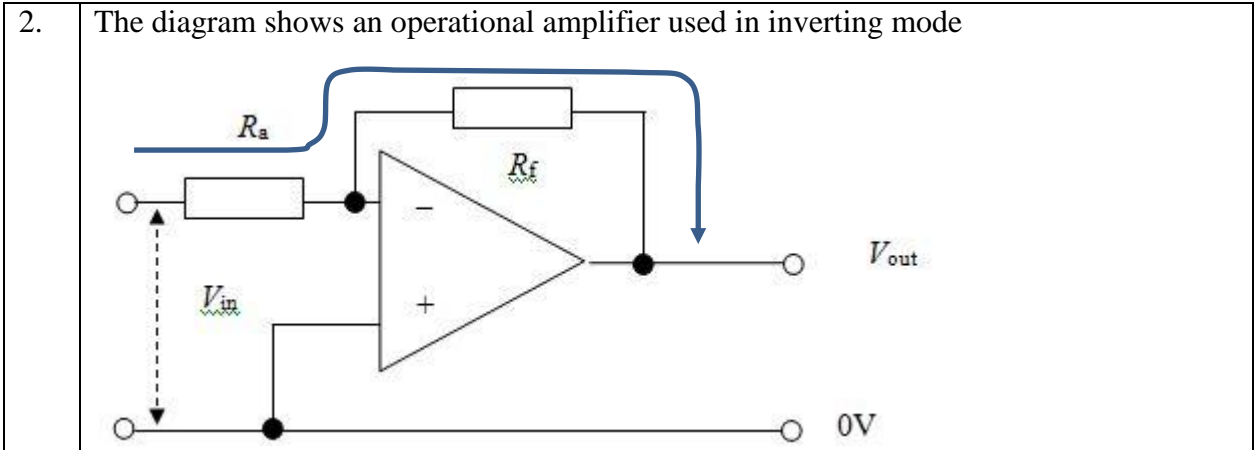 2. The diagram shows an operational amplifier used in inverting mode
Ra
Rf
−
Vout
Vin
+
0V